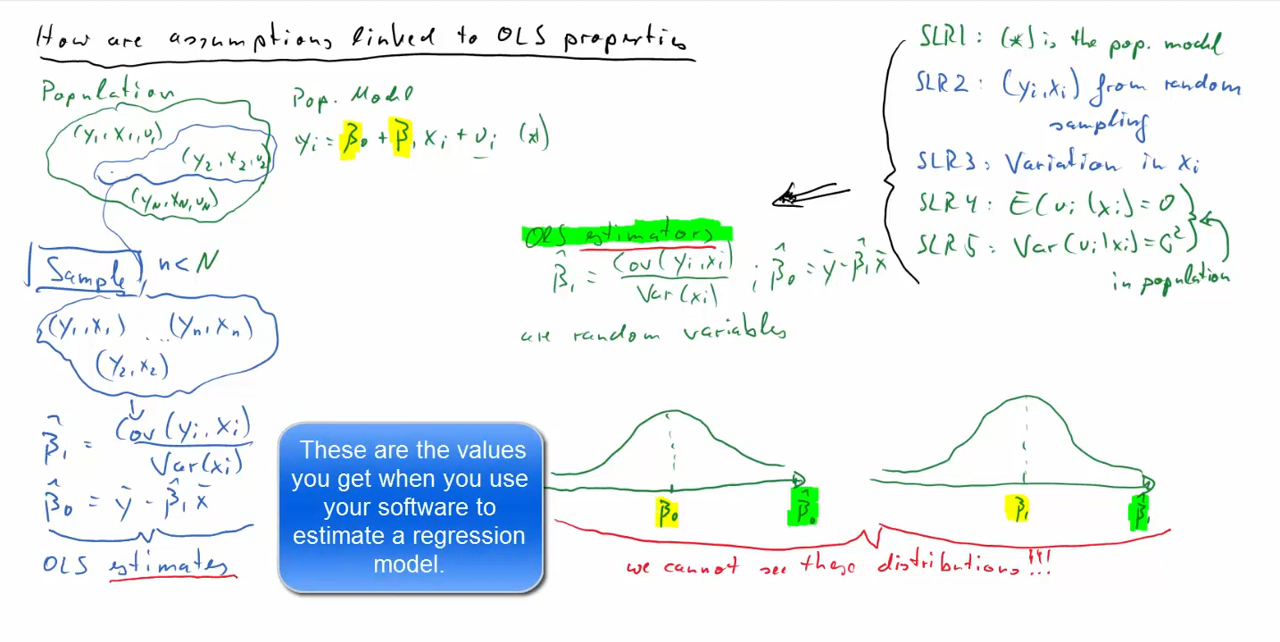 How are assumptions linked to OLS properties
Population
(y₁, x₁, u₁)
(y₂, x₂, u₂)
(yN, xN, uN)
Pop. Model
yᵢ = β₀ + β₁ xᵢ + uᵢ (*)
SLR1: (*) is the pop. model
SLR2: (yᵢ, xᵢ) from random
sampling
SLR3: Variation in xᵢ
SLR4: E(uᵢ|xᵢ) = 0
SLR5: Var(uᵢ|xᵢ) = σ²
in population
Sample n < N
(y₁, x₁) ... (yₙ, xₙ)
(y₂, x₂)
β̂₁ = Cov(yᵢ, xᵢ) / Var(xᵢ)
β̂₀ = ȳ - β̂₁ x̄
OLS estimates
OLS estimators
β̂₁ = Cov(yᵢ, xᵢ) / Var(xᵢ) ; β̂₀ = ȳ - β̂₁ x̄
are random variables
These are the values
you get when you use
your software to
estimate a regression
model.
β₀ β̂₀ β₁ β̂₁
we cannot see these distributions!!!